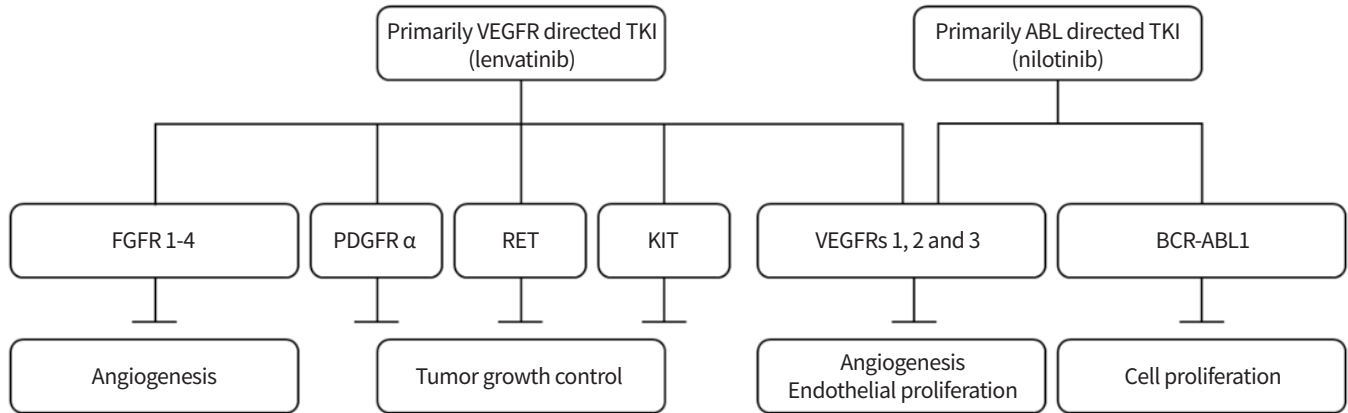 Primarily VEGFR directed TKI
(lenvatinib)
Primarily ABL directed TKI
(nilotinib)
FGFR 1-4
PDGFR α
RET
KIT
VEGFRs 1, 2 and 3
BCR-ABL1
Angiogenesis
Tumor growth control
Angiogenesis
Endothelial proliferation
Cell proliferation